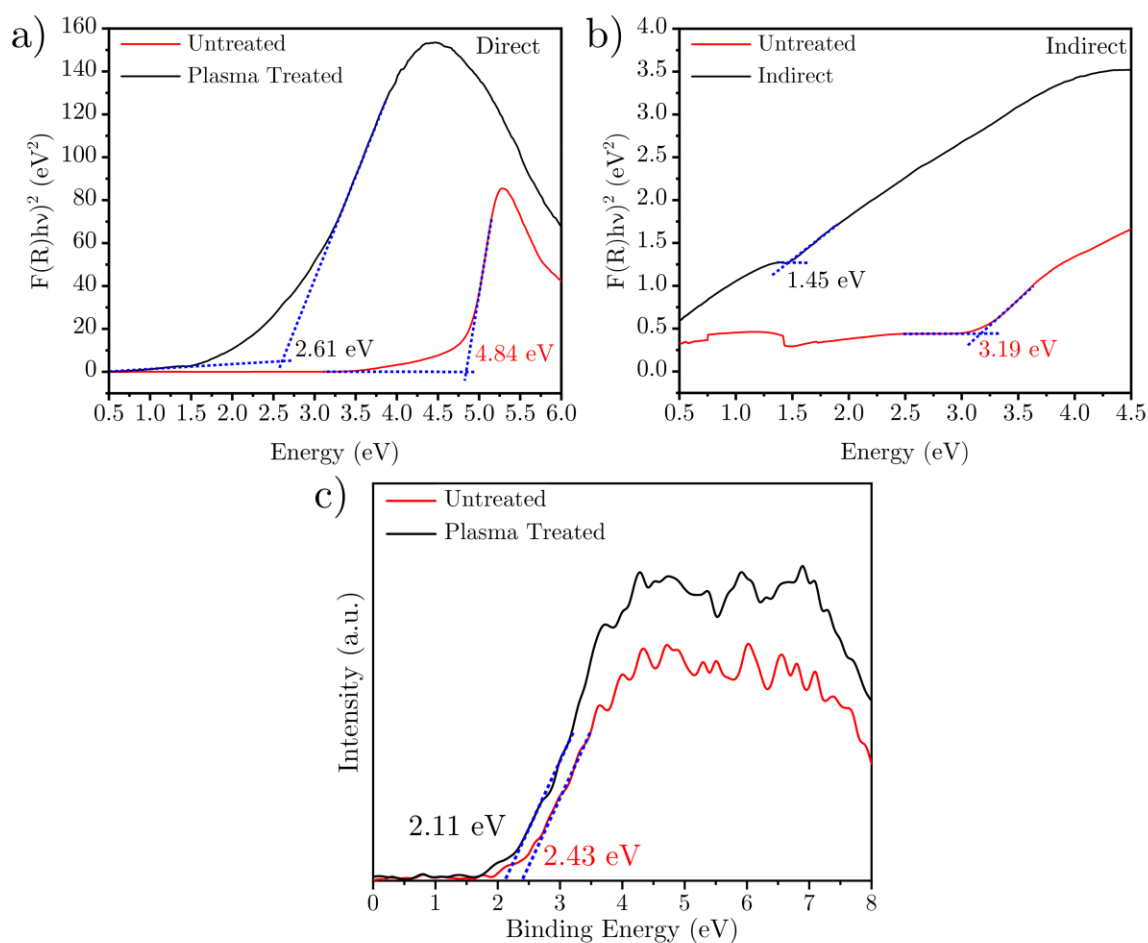 a)
Untreated
Plasma Treated
Direct
F(R)hν)² (eV²)
160
140
120
100
80
60
40
20
0
2.61 eV
4.84 eV
0.5 1.0 1.5 2.0 2.5 3.0 3.5 4.0 4.5 5.0 5.5 6.0
Energy (eV)
b)
Untreated
Indirect
Indirect
F(R)hν)² (eV²)
4.0
3.5
3.0
2.5
2.0
1.5
1.0
0.5
0.0
1.45 eV
3.19 eV
0.5 1.0 1.5 2.0 2.5 3.0 3.5 4.0 4.5
Energy (eV)
c)
Untreated
Plasma Treated
Intensity (a.u.)
2.11 eV
2.43 eV
0 1 2 3 4 5 6 7 8
Binding Energy (eV)